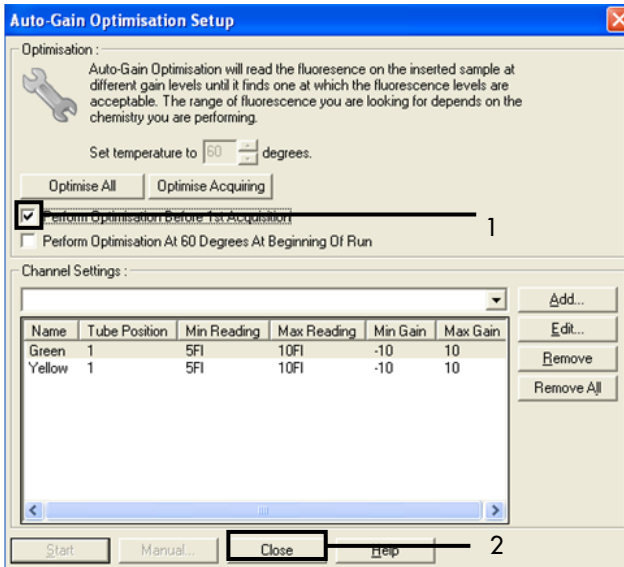 Auto-Gain Optimisation Setup
Optimisation :
Auto-Gain Optimisation will read the fluoresence on the inserted sample at
different gain levels until it finds one at which the fluorescence levels are
acceptable. The range of fluorescence you are looking for depends on the
chemistry you are performing.
Set temperature to 60 degrees.
Optimise All Optimise Acquiring
Perform Optimisation Before 1st Acquisition 1
Perform Optimisation At 60 Degrees At Beginning Of Run
Channel Settings :
Add...
Name Tube Position Min Reading Max Reading Min Gain Max Gain Edit...
Green 1 5Fl 10Fl -10 10
Yellow 1 5Fl 10Fl -10 10 Remove
Remove All
Start Manual... Close Help 2